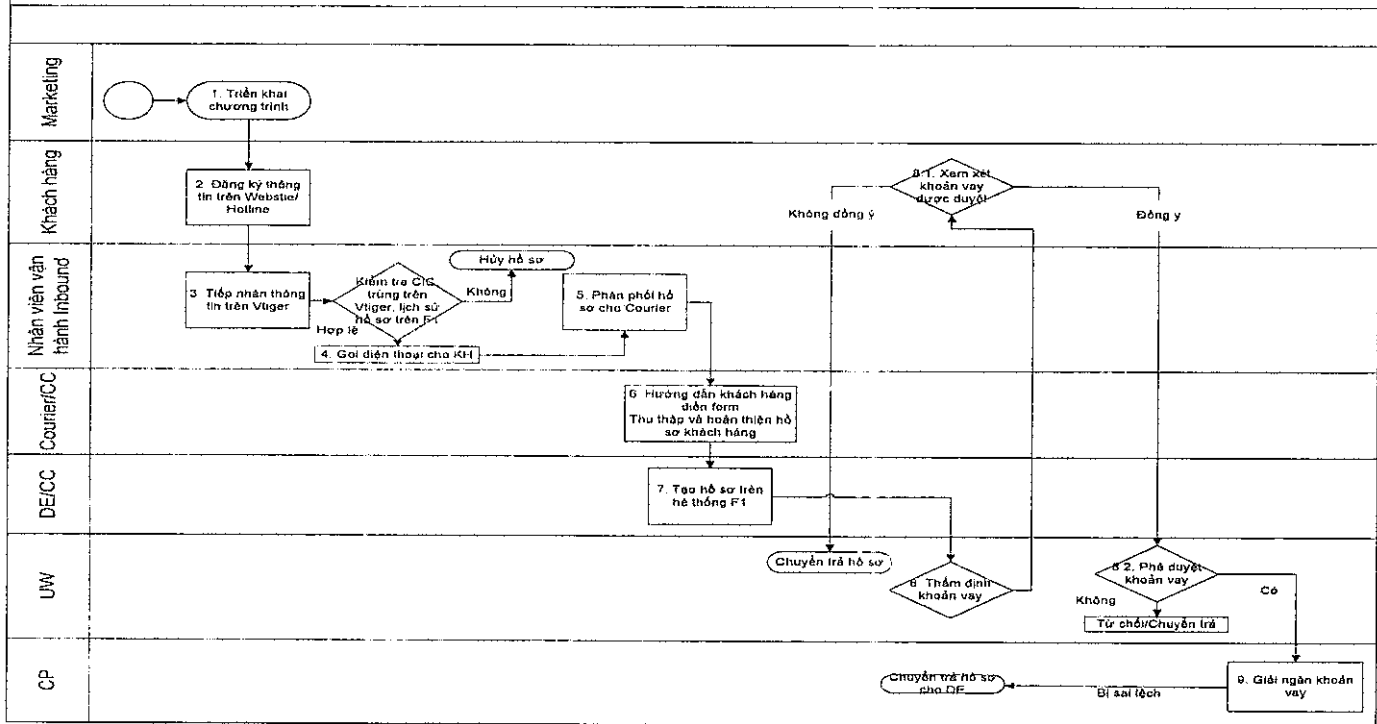 Marketing
1. Triển khai
chương trình
Khách hàng
2 Đăng ký thông
tin trên Webstie/
Hotline
8 1. Xem xét
khoản vay
được duyệt
Không đồng ý
Đồng ý
Nhân viên vận
hành Inbound
3 Tiếp nhận thông
tin trên Vtiger
Kiểm tra CIC
trùng trên
Vtiger, lịch sử
hồ sơ trên F1
Không
Hủy hồ sơ
Hợp lệ
4. Gọi điện thoại cho KH
5. Phân phối hồ
sơ cho Courier
Courier/CC
6 Hướng dẫn khách hàng
điền form
Thu thập và hoàn thiện hồ
sơ khách hàng
DE/CC
7. Tạo hồ sơ trên
hệ thống F1
UW
Chuyển trả hồ sơ
8 Thẩm định
khoản vay
8 2. Phê duyệt
khoản vay
Không
Có
Từ chối/Chuyển trả
CP
Chuyển trả hồ sơ
cho DE
Bị sai lệch
9. Giải ngân khoản
vay